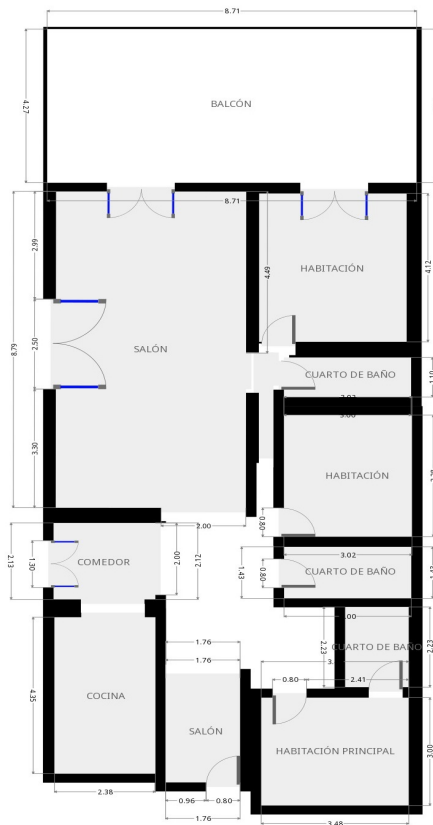 8.71
4.27
BALCÓN
8.71
2.99
4.49
4.12
HABITACIÓN
8.79
2.50
SALÓN
CUARTO DE BAÑO
1.10
3.30
HABITACIÓN
0.80
2.00
2.13
1.30
COMEDOR
2.00
2.12
1.43
0.80
3.02
CUARTO DE BAÑO
1.76
1.76
2.23
CUARTO DE BAÑO
2.23
4.35
COCINA
0.80
2.41
SALÓN
HABITACIÓN PRINCIPAL
3.00
2.38
0.96
0.80
1.76
3.48